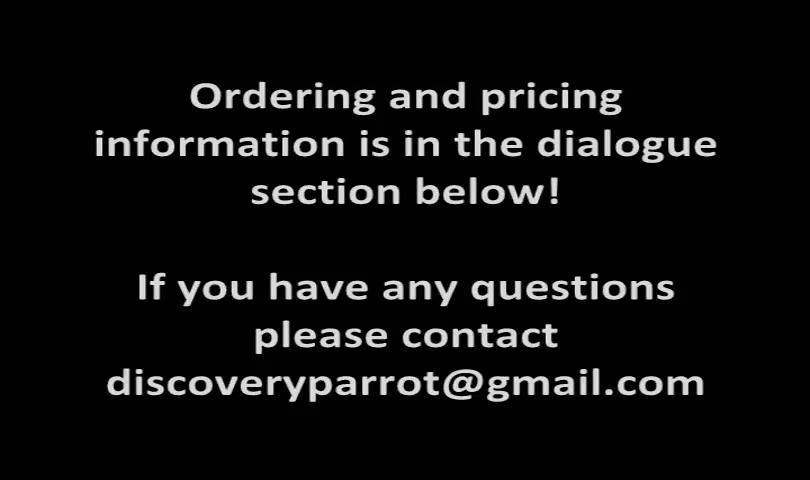 Ordering and pricing
information is in the dialogue
section below!
If you have any questions
please contact
discoveryparrot@gmail.com